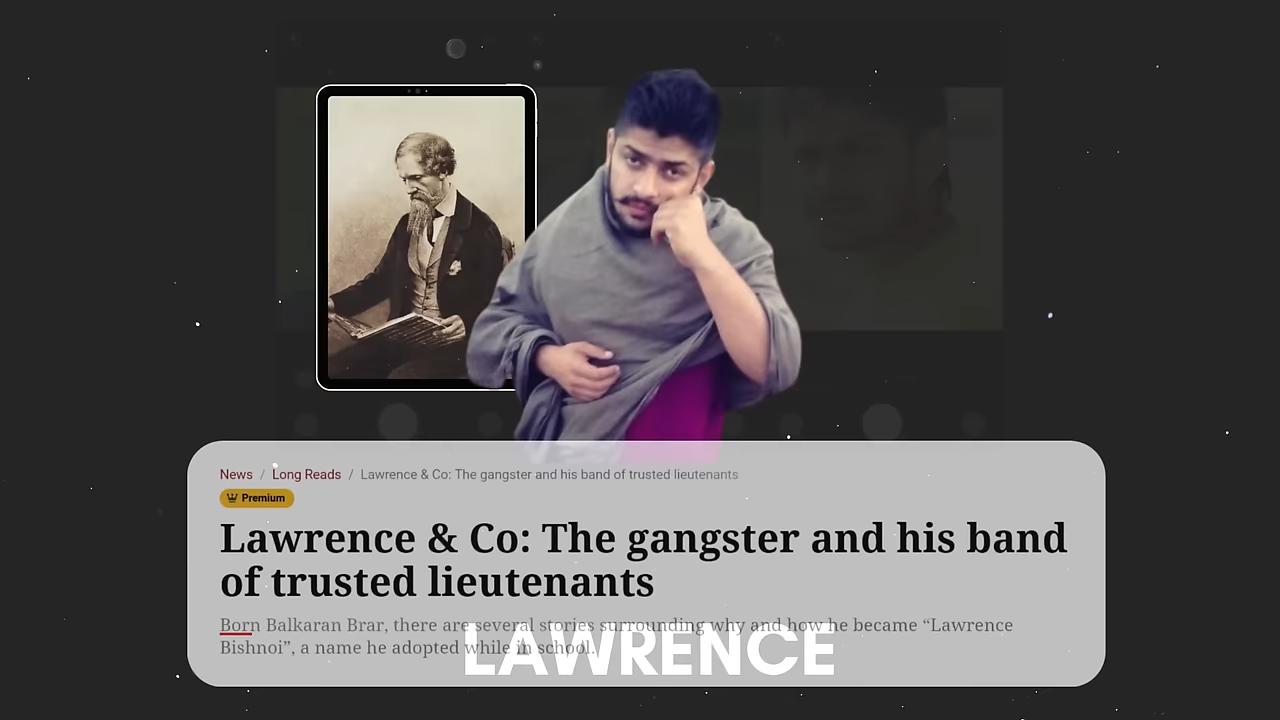 News / Long Reads / Lawrence & Co: The gangster and his band of trusted lieutenants
Premium
Lawrence & Co: The gangster and his band
of trusted lieutenants
Born Balkaran Brar, there are several stories surrounding why and how he became “Lawrence
Bishnoi”, a name he adopted while in school.
LAWRENCE